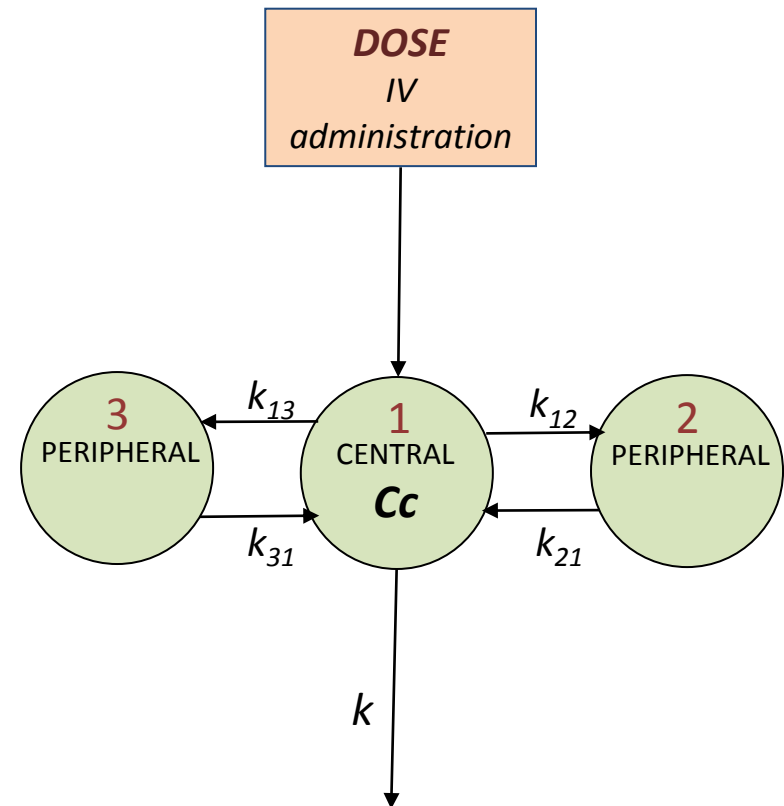 DOSE
IV
administration
3
PERIPHERAL
k13
k31
1
CENTRAL
Cc
k12
k21
2
PERIPHERAL
k